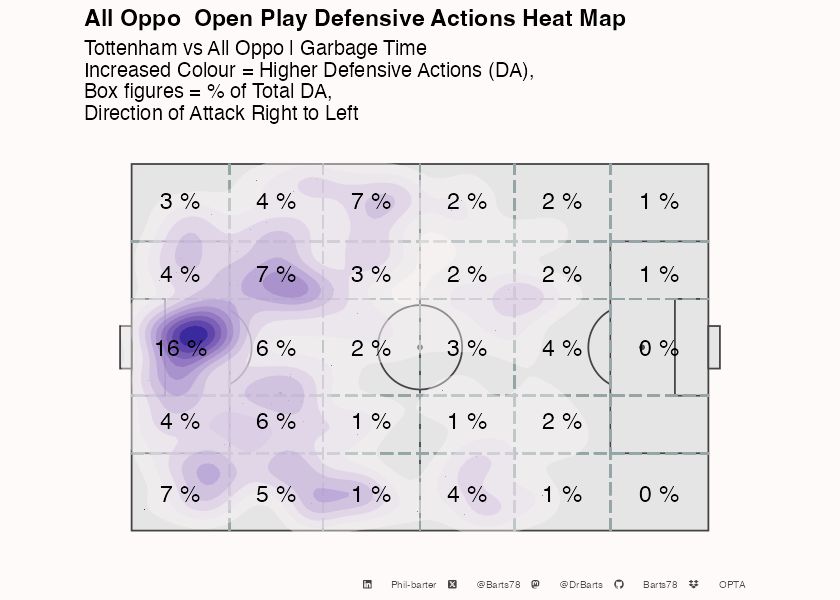 All Oppo  Open Play Defensive Actions Heat Map
Tottenham vs All Oppo | Garbage Time
Increased Colour = Higher Defensive Actions (DA),
Box figures = % of Total DA,
Direction of Attack Right to Left
3 % 4 % 7 % 2 % 2 % 1 %
4 % 7 % 3 % 2 % 2 % 1 %
16 % 6 % 2 % 3 % 4 % 0 %
4 % 6 % 1 % 1 % 2 %
7 % 5 % 1 % 4 % 1 % 0 %
Phil-barter @Barts78 @DrBarts Barts78 OPTA